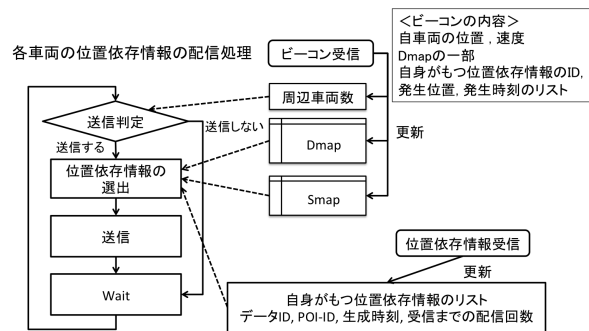 各車両の位置依存情報の配信処理
ビーコン受信
＜ビーコンの内容＞
自車両の位置 , 速度
Dmapの一部
自身がもつ位置依存情報のID,
発生位置, 発生時刻のリスト
送信判定
送信しない
送信する
周辺車両数
Dmap
更新
Smap
位置依存情報の
選出
送信
Wait
位置依存情報受信
更新
自身がもつ位置依存情報のリスト
データID, POI-ID, 生成時刻, 受信までの配信回数